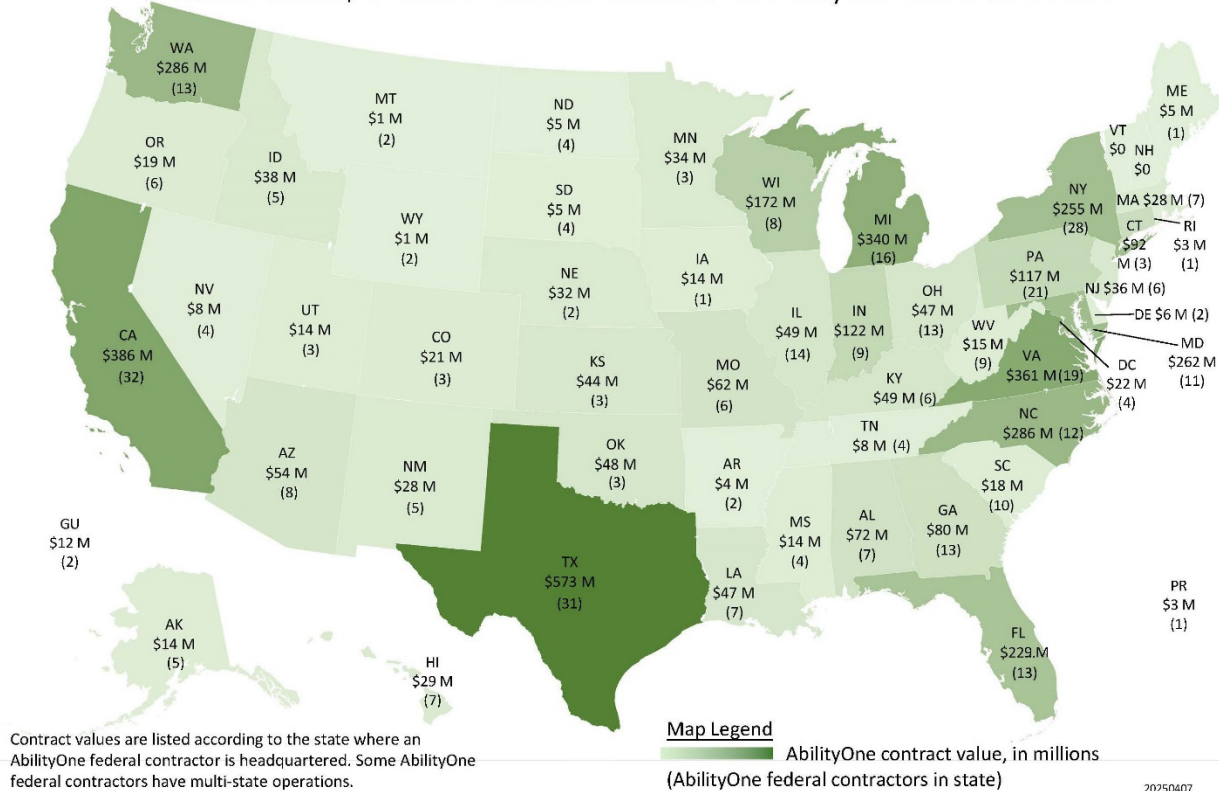 WA
$286 M
(13)
MT
$1 M
(2)
ND
$5 M
(4)
MN
$34 M
(3)
ME
$5 M
(1)
VT
$0
NH
$0
OR
$19 M
(6)
ID
$38 M
(5)
SD
$5 M
(4)
WI
$172 M
(8)
MI
$340 M
(16)
NY
$255 M
(28)
MA $28 M (7)
RI
$3 M
(1)
CT
$92
M (3)
WY
$1 M
(2)
IA
$14 M
(1)
PA
$117 M
(21)
NJ $36 M (6)
NE
$32 M
(2)
NV
$8 M
(4)
UT
$14 M
(3)
IL
$49 M
(14)
IN
$122 M
(9)
OH
$47 M
(13)
DE $6 M (2)
WV
$15 M
(9)
MD
$262 M
(11)
CA
$386 M
(32)
CO
$21 M
(3)
KS
$44 M
(3)
MO
$62 M
(6)
KY
$49 M (6)
VA
$361 M (19)
DC
$22 M
(4)
NC
$286 M (12)
TN
$8 M (4)
AZ
$54 M
(8)
NM
$28 M
(5)
OK
$48 M
(3)
AR
$4 M
(2)
SC
$18 M
(10)
MS
$14 M
(4)
AL
$72 M
(7)
GA
$80 M
(13)
GU
$12 M
(2)
TX
$573 M
(31)
LA
$47 M
(7)
PR
$3 M
(1)
AK
$14 M
(5)
HI
$29 M
(7)
FL
$229 M
(13)
Contract values are listed according to the state where an
AbilityOne federal contractor is headquartered. Some AbilityOne
federal contractors have multi-state operations.
Map Legend
AbilityOne contract value, in millions
(AbilityOne federal contractors in state)
20250407